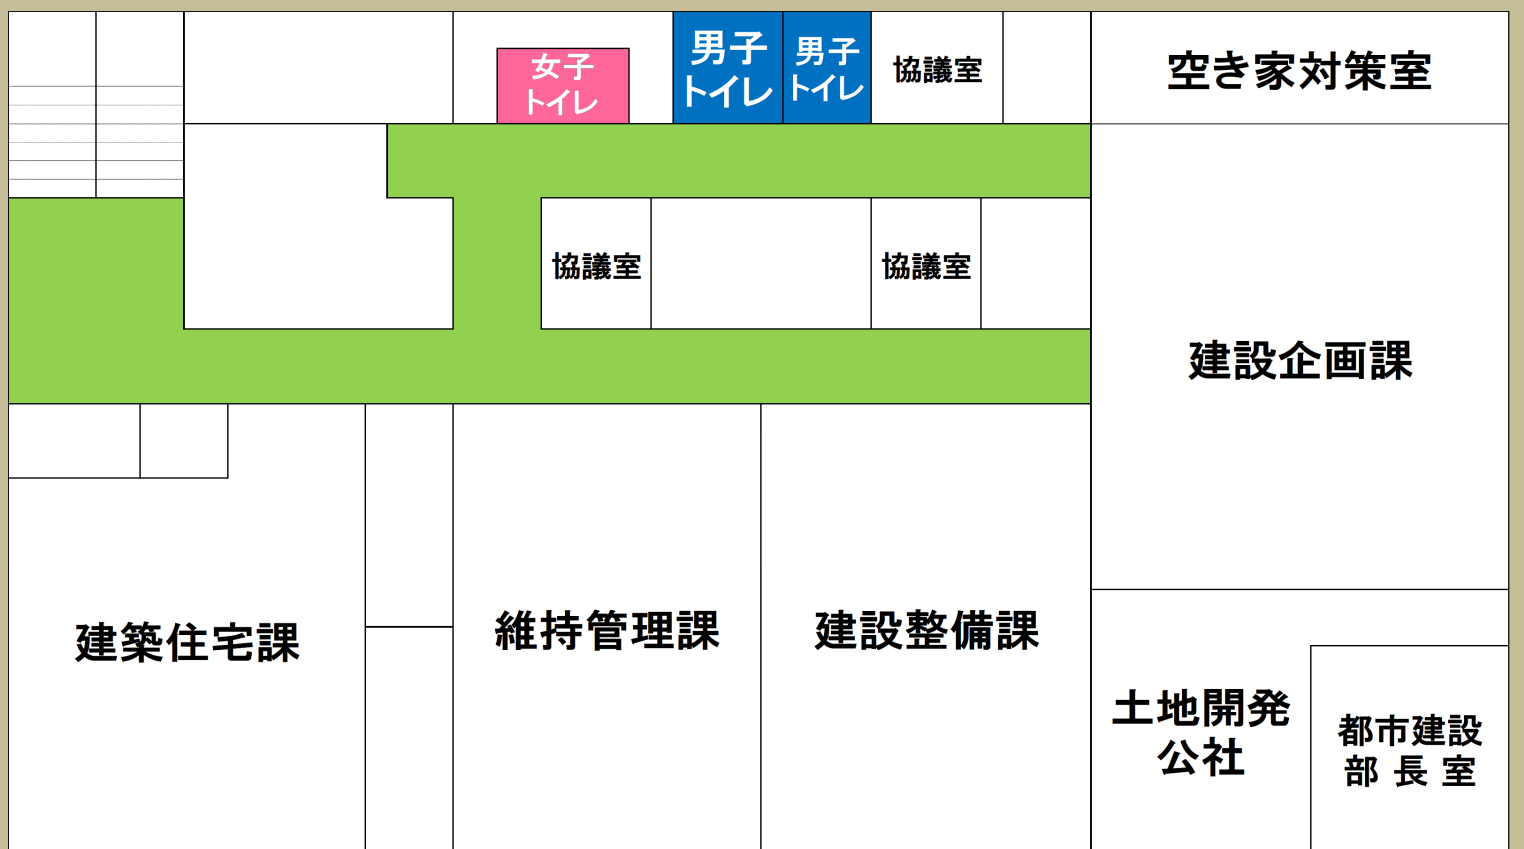 女子
トイレ
男子
トイレ
男子
トイレ
協議室
空き家対策室
協議室
協議室
建設企画課
建築住宅課
維持管理課
建設整備課
土地開発
公社
都市建設
部 長 室